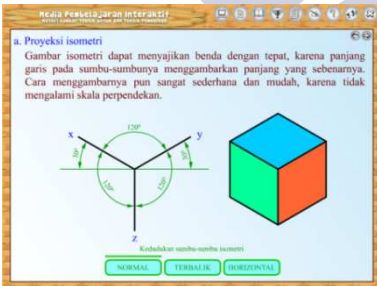 Media Pembelajaran Interaktif
a. Proyeksi isometri
Gambar isometri dapat menyajikan benda dengan tepat, karena panjang
garis pada sumbu-sumbunya menggambarkan panjang yang sebenarnya.
Cara menggambarnya pun sangat sederhana dan mudah, karena tidak
mengalami skala perpendekan.
120°
x
y
30°
30°
120°
120°
z
Kedudukan sumbu-sumbu isometri
NORMAL
TERBALIK
HORIZONTAL